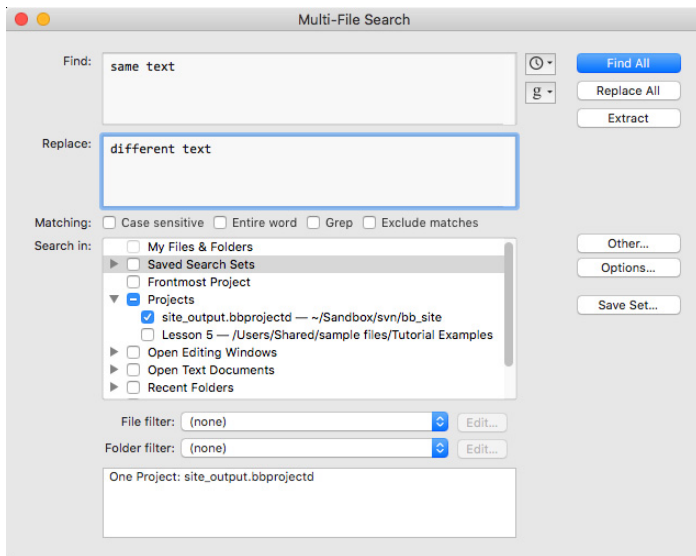 Multi-File Search
Find:
same text
g
Find All
Replace All
Extract
Replace:
different text
Matching: Case sensitive Entire word Grep Exclude matches
Search in:
My Files & Folders
Saved Search Sets
Frontmost Project
Projects
site_output.bbprojectd — ~/Sandbox/svn/bb_site
Lesson 5 — /Users/Shared/sample files/Tutorial Examples
Open Editing Windows
Open Text Documents
Recent Folders
Other...
Options...
Save Set...
File filter: (none) Edit...
Folder filter: (none) Edit...
One Project: site_output.bbprojectd